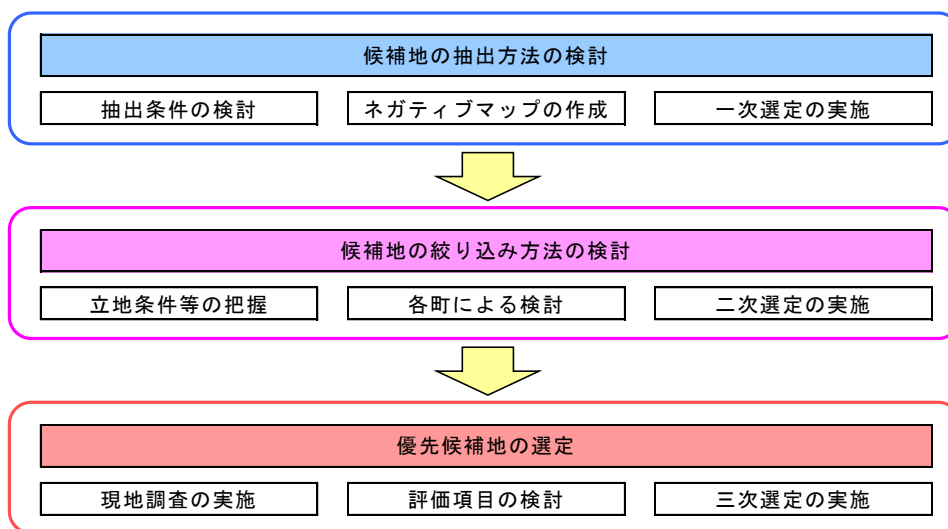 候補地の抽出方法の検討
抽出条件の検討
ネガティブマップの作成
一次選定の実施
候補地の絞り込み方法の検討
立地条件等の把握
各町による検討
二次選定の実施
優先候補地の選定
現地調査の実施
評価項目の検討
三次選定の実施